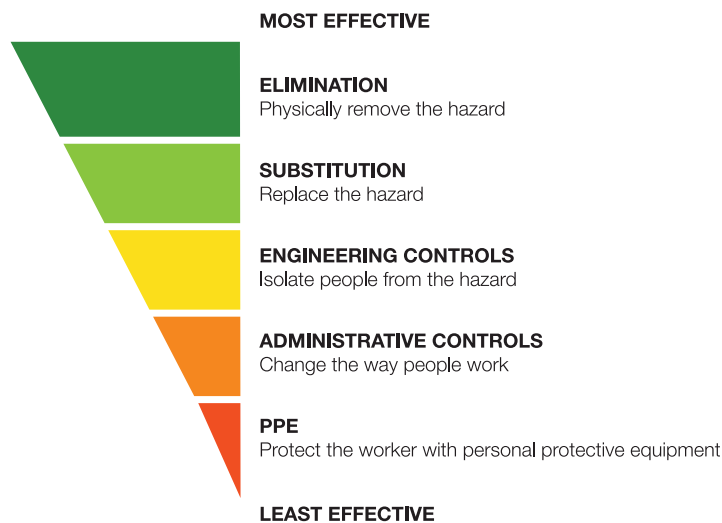 MOST EFFECTIVE
ELIMINATION
Physically remove the hazard
SUBSTITUTION
Replace the hazard
ENGINEERING CONTROLS
Isolate people from the hazard
ADMINISTRATIVE CONTROLS
Change the way people work
PPE
Protect the worker with personal protective equipment
LEAST EFFECTIVE